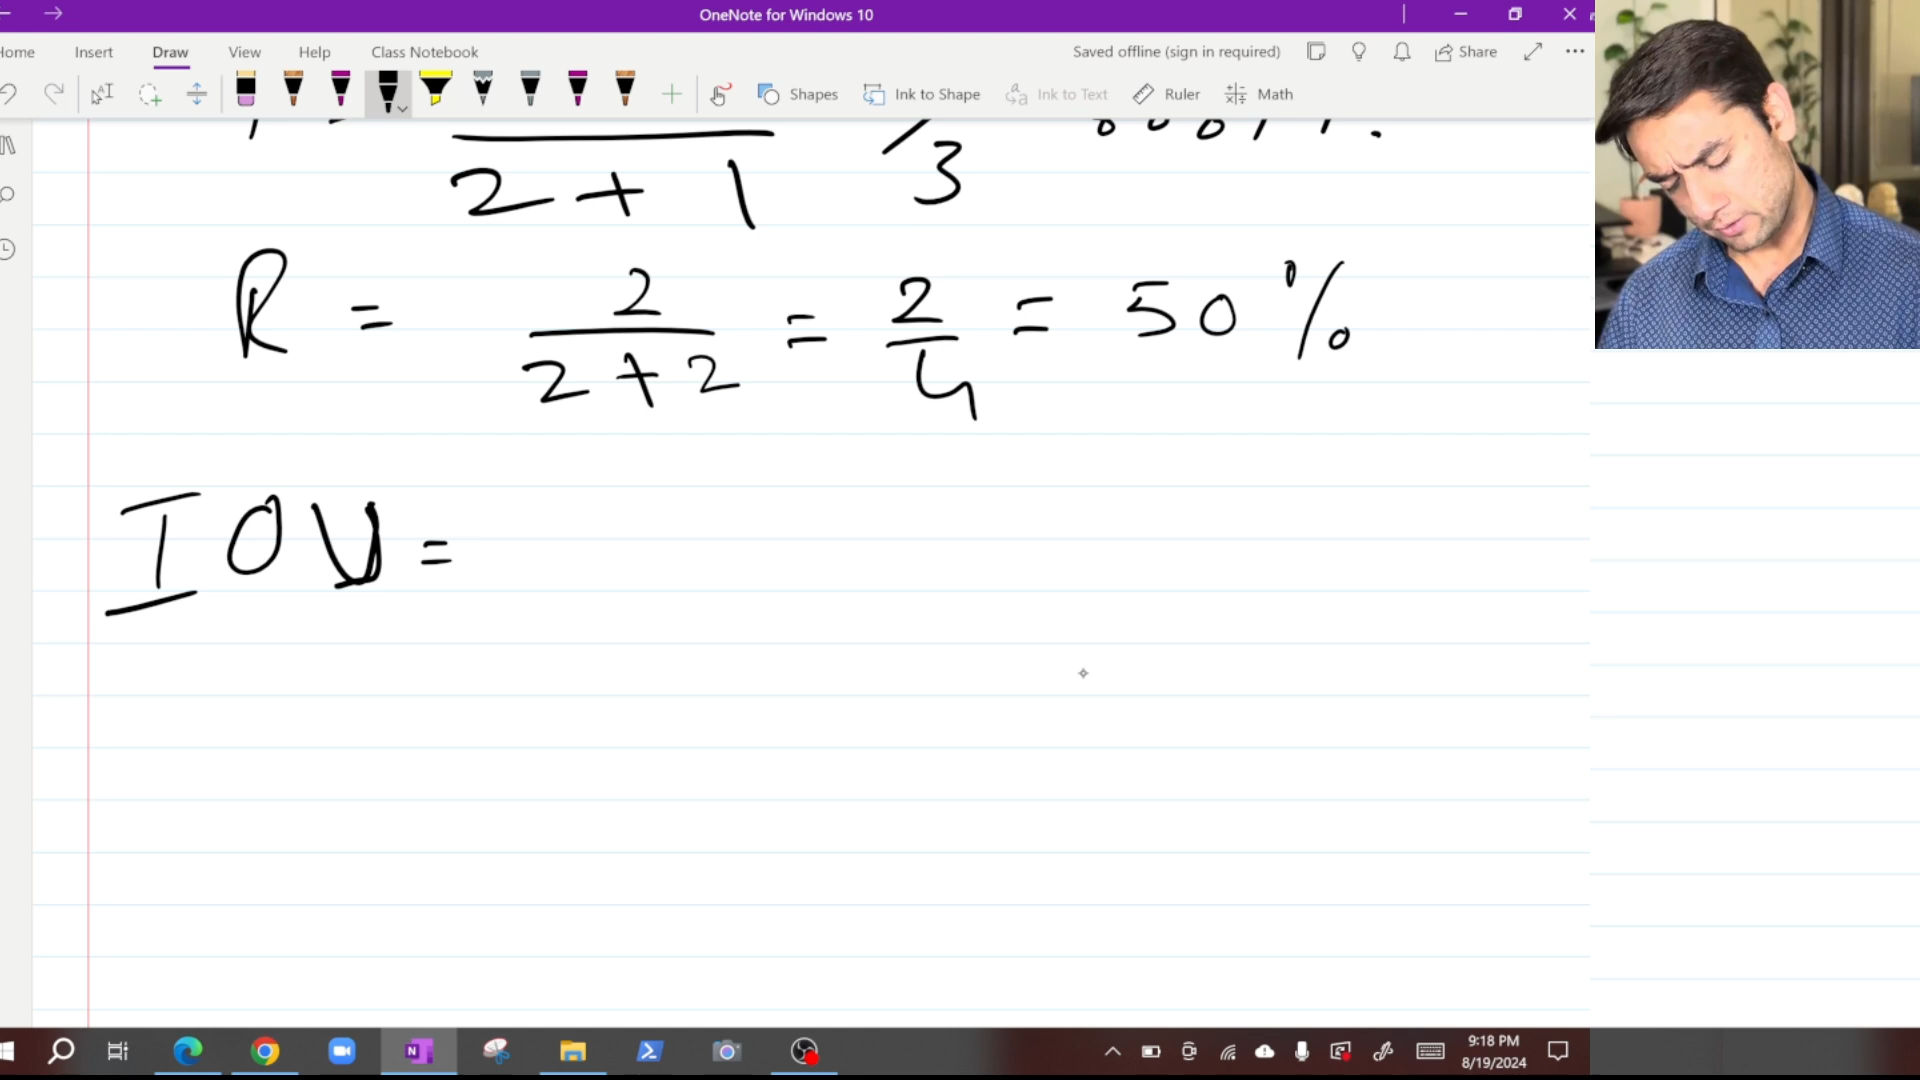 OneNote for Windows 10
Home Insert Draw View Help Class Notebook Saved offline (sign in required) Share
Shapes Ink to Shape Ink to Text Ruler Math
2 + 1 3
R = 2 / 2 + 2 = 2 / 4 = 50 %
IOU =
9:18 PM
8/19/2024